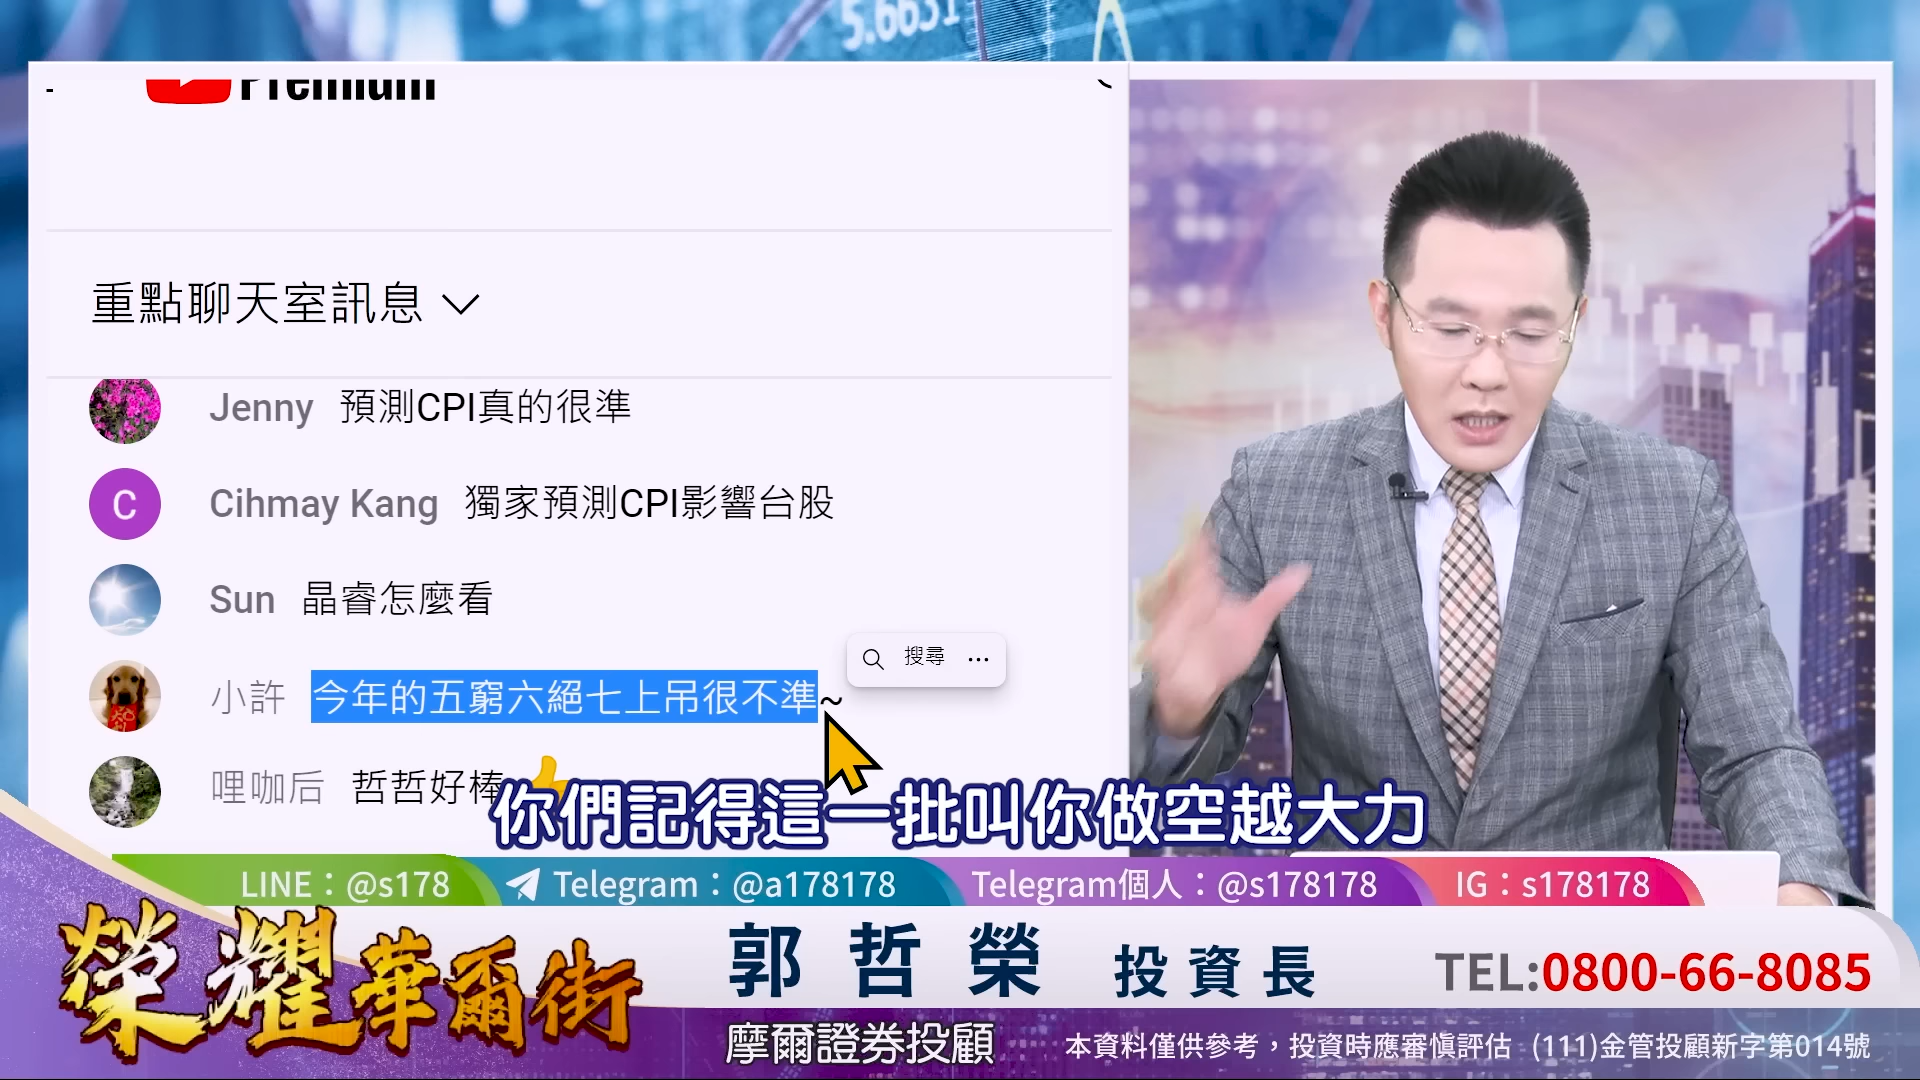 5.6631
Premium
重點聊天室訊息
Jenny 預測CPI真的很準
C Cihmay Kang 獨家預測CPI影響台股
Sun 晶睿怎麼看
搜尋 ...
小許 今年的五窮六絕七上吊很不準~
哩咖后 哲哲好棒
你們記得這一批叫你做空越大力
LINE：@s178 Telegram：@a178178 Telegram個人：@s178178 IG：s178178
榮耀華爾街
郭哲榮 投資長 TEL:0800-66-8085
摩爾證券投顧 本資料僅供參考，投資時應審慎評估 (111)金管投顧新字第014號